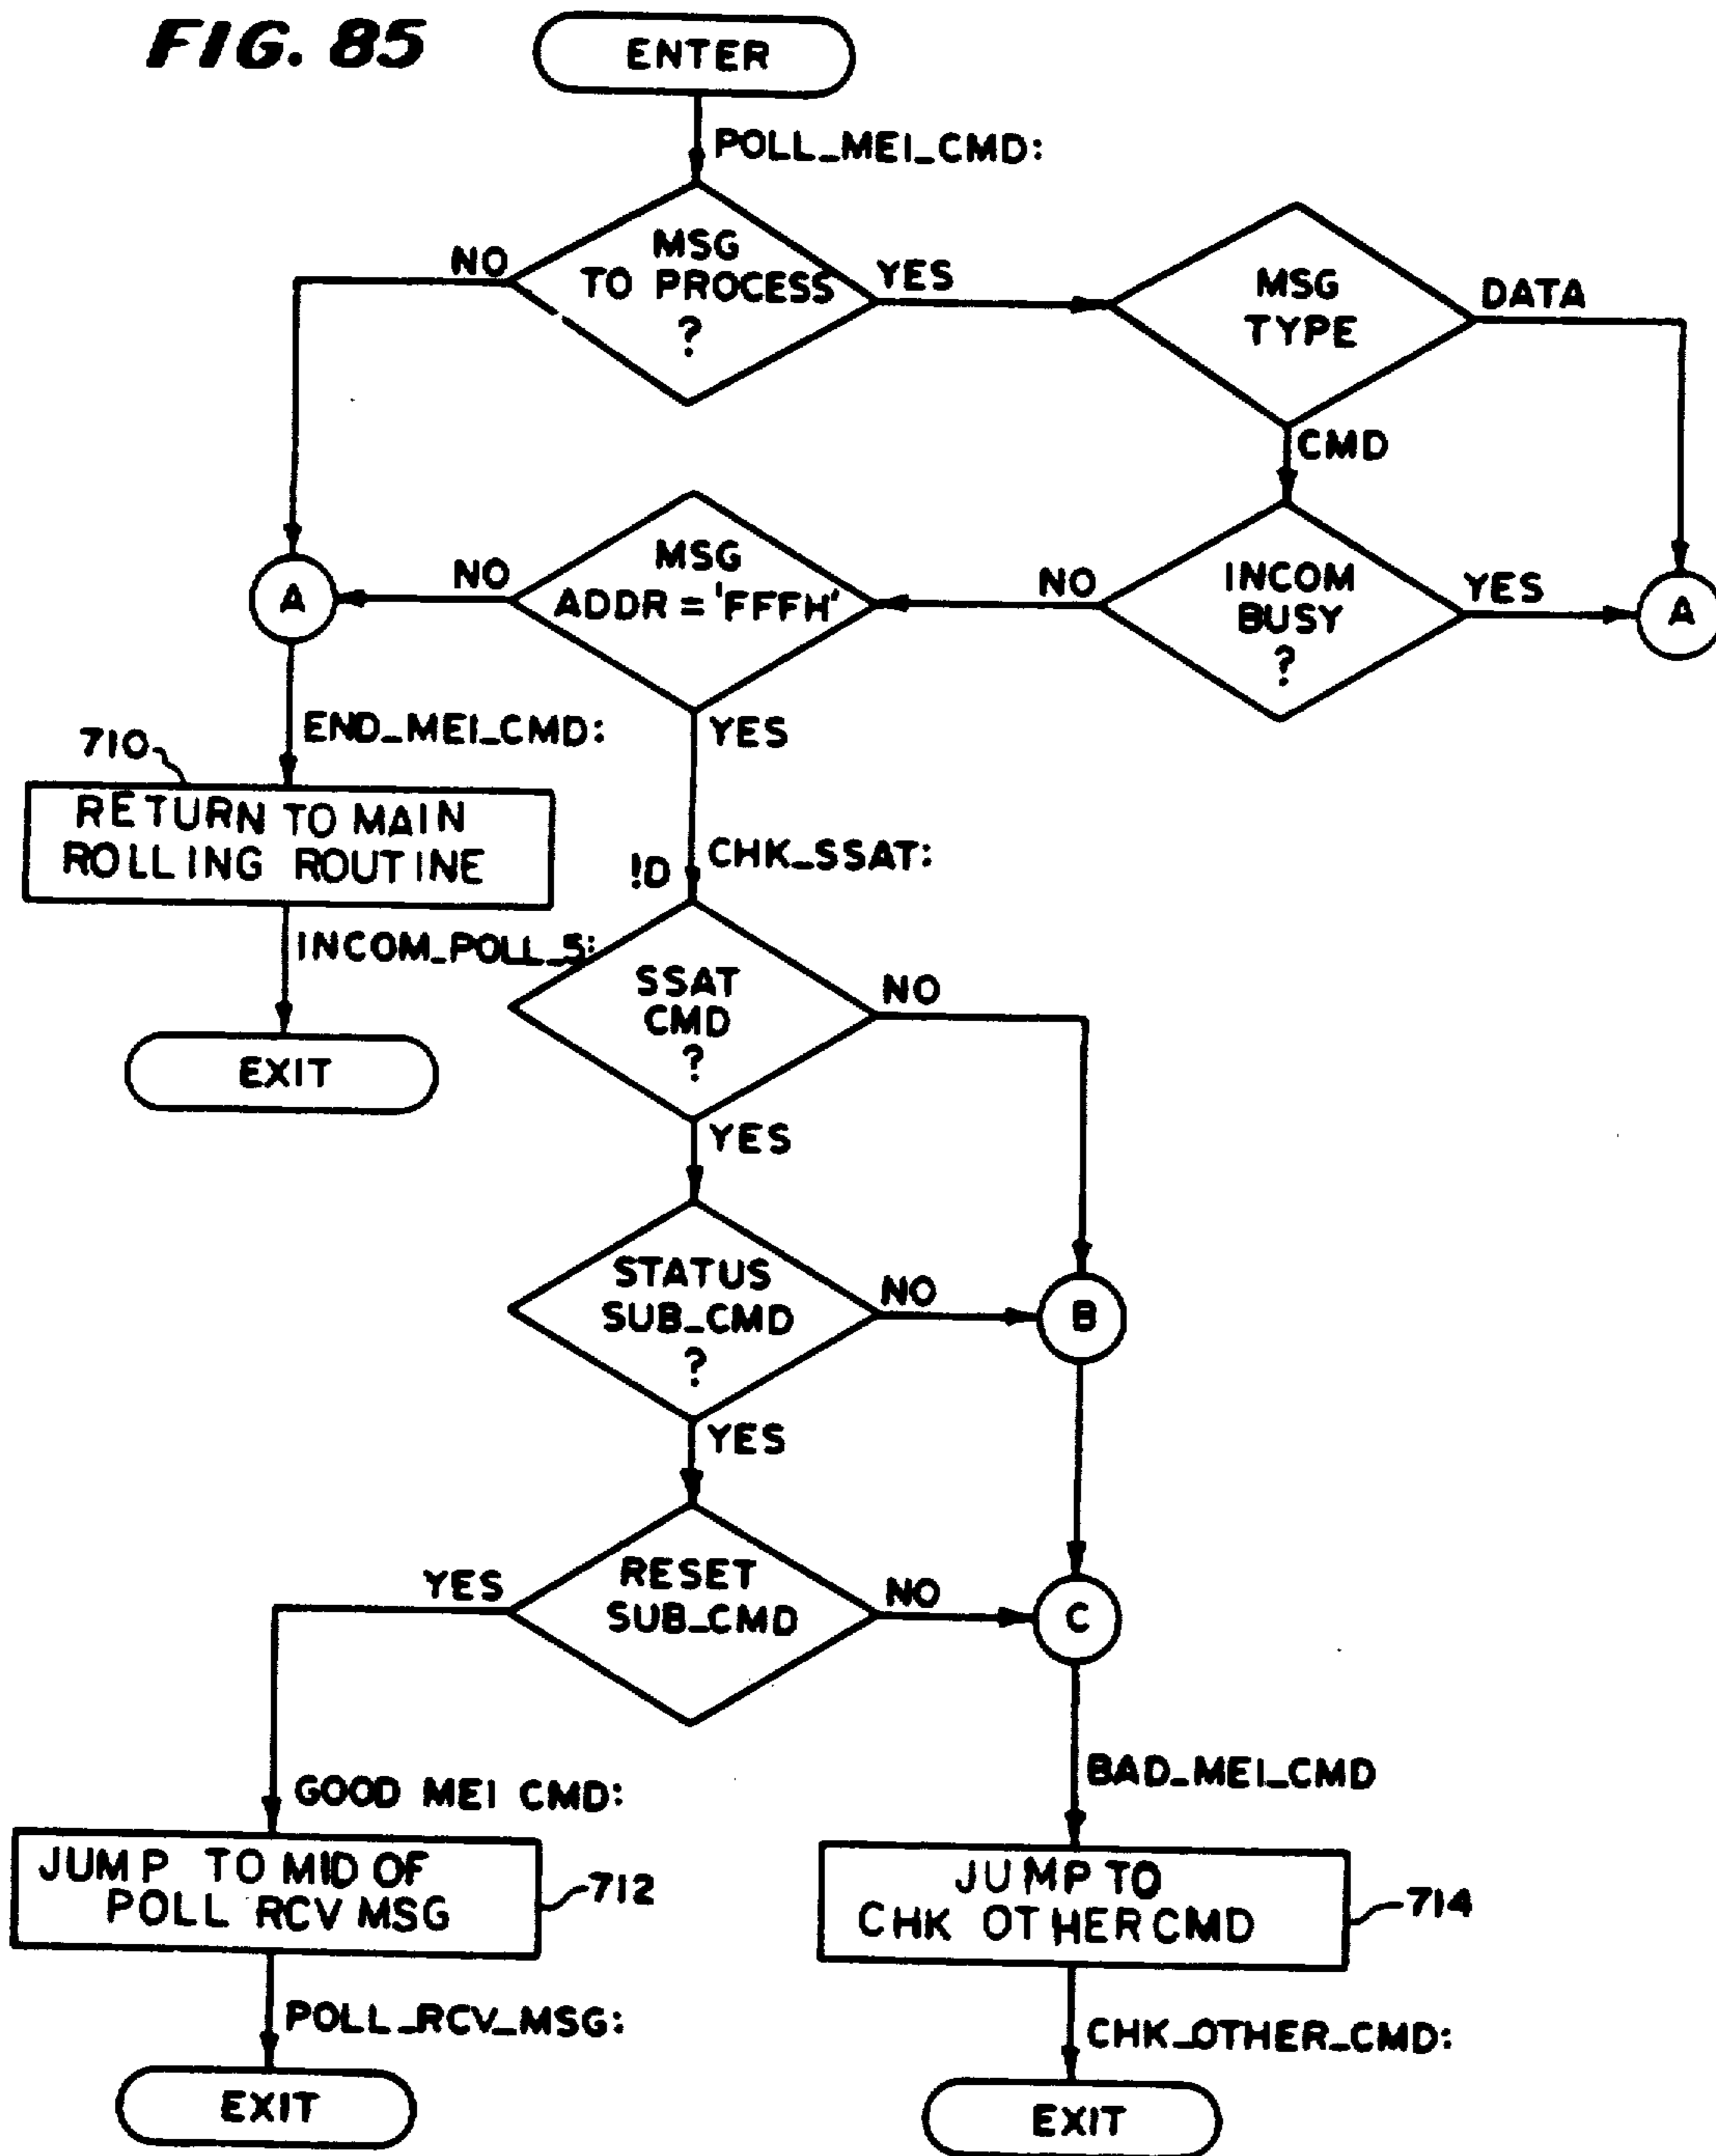 FIG. 85
ENTER
POLL_MEI_CMD:
MSG
TO PROCESS
?
NO
YES
MSG
TYPE
DATA
CMD
INCOM
BUSY
?
YES
A
NO
MSG
ADDR = 'FFFH'
NO
A
YES
END_MEI_CMD:
710
RETURN TO MAIN
ROLLING ROUTINE
INCOM_POLL_5:
EXIT
!D
CHK_SSAT:
SSAT
CMD
?
NO
YES
STATUS
SUB_CMD
?
NO
B
YES
RESET
SUB_CMD
YES
NO
C
GOOD MEI CMD:
JUMP TO MID OF
POLL RCV MSG
712
POLL_RCV_MSG:
EXIT
BAD_MEI_CMD
JUMP TO
CHK OTHER CMD
714
CHK_OTHER_CMD:
EXIT